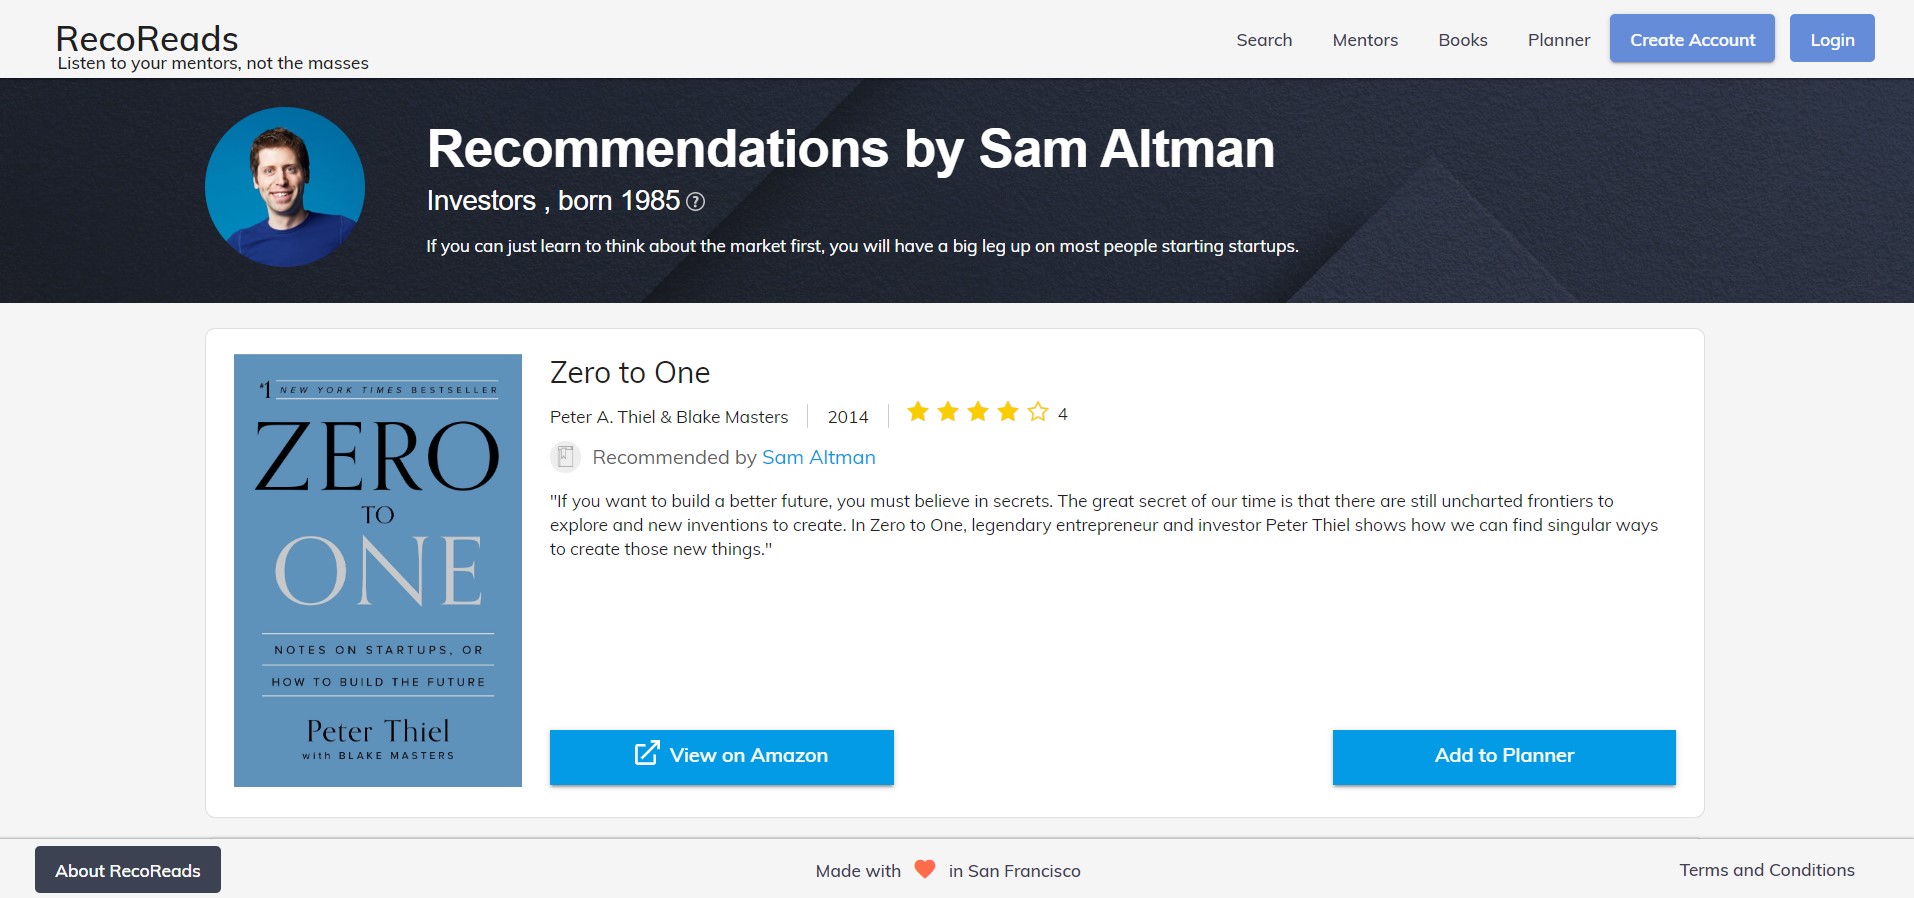 RecoReads
Listen to your mentors, not the masses
Search
Mentors
Books
Planner
Create Account
Login
Recommendations by Sam Altman
Investors , born 1985
If you can just learn to think about the market first, you will have a big leg up on most people starting startups.
#1 NEW YORK TIMES BESTSELLER
ZERO
TO
ONE
NOTES ON STARTUPS, OR
HOW TO BUILD THE FUTURE
Peter Thiel
with BLAKE MASTERS
Zero to One
Peter A. Thiel & Blake Masters
2014
4
Recommended by Sam Altman
"If you want to build a better future, you must believe in secrets. The great secret of our time is that there are still uncharted frontiers to
explore and new inventions to create. In Zero to One, legendary entrepreneur and investor Peter Thiel shows how we can find singular ways
to create those new things."
View on Amazon
Add to Planner
About RecoReads
Made with in San Francisco
Terms and Conditions